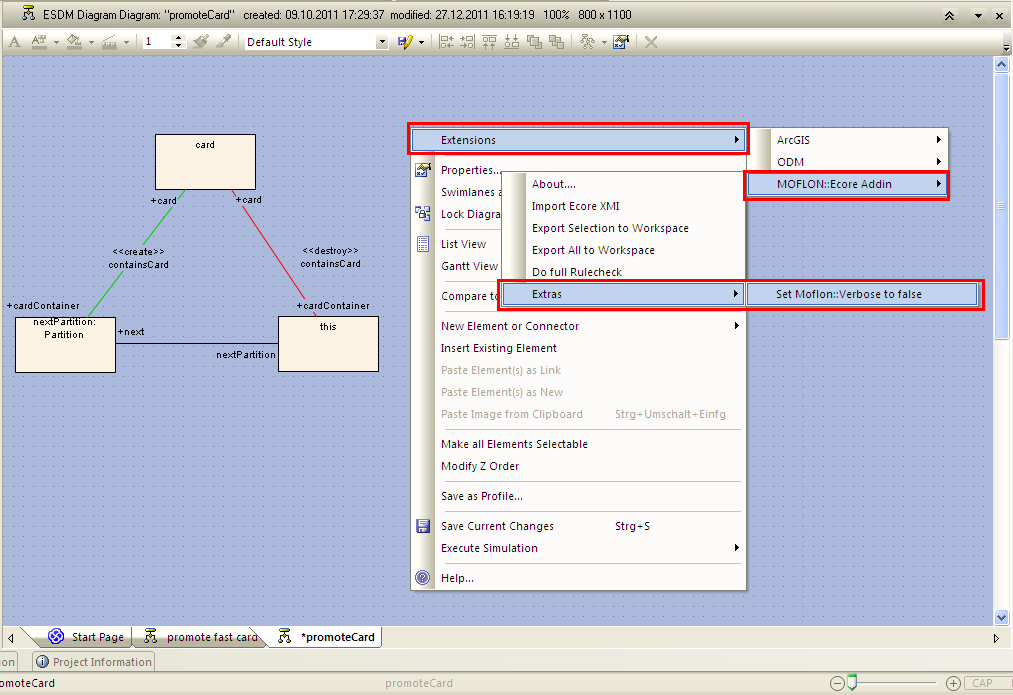 ESDM Diagram Diagram: "promoteCard" created: 09.10.2011 17:29:37 modified: 27.12.2011 16:19:19 100% 800 x 1100
1
Default Style
card
+card
+card
<<create>>
containsCard
<<destroy>>
containsCard
+cardContainer
+cardContainer
nextPartition:
Partition
+next
nextPartition
this
Extensions
Properties...
Swimlanes a
Lock Diagra
List View
Gantt View
Compare to
New Element or Connector
Insert Existing Element
Paste Element(s) as Link
Paste Element(s) as New
Paste Image from Clipboard Strg+Umschalt+Einfg
Make all Elements Selectable
Modify Z Order
Save as Profile...
Save Current Changes Strg+S
Execute Simulation
Help...
ArcGIS
ODM
MOFLON::Ecore Addin
About....
Import Ecore XMI
Export Selection to Workspace
Export All to Workspace
Do full Rulecheck
Extras
Set Moflon::Verbose to false
Start Page
promote fast card
*promoteCard
ion
Project Information
omoteCard
promoteCard
CAP